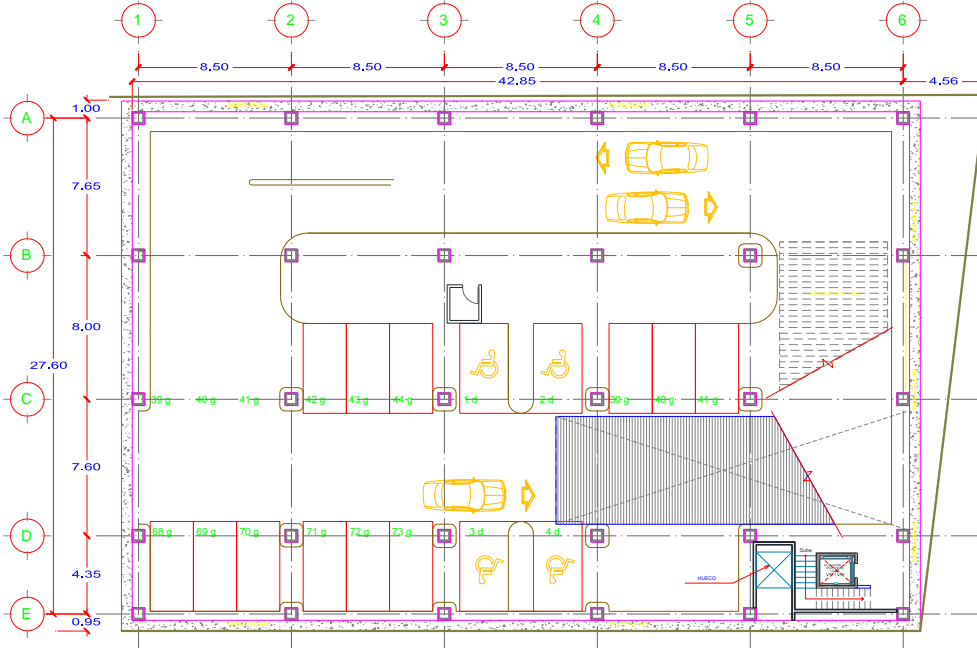 1 2 3 4 5 6
8.50 8.50 8.50 8.50 8.50
42.85 4.56
1.00
A
7.65
B
8.00
27.60
C 39 g 40 g 41 g 42 g 43 g 44 g 1 d 2 d 39 g 40 g 41 g
7.60
D 68 g 69 g 70 g 71 g 72 g 73 g 3 d 4 d
Sube
4.35
HUECO
E
0.95